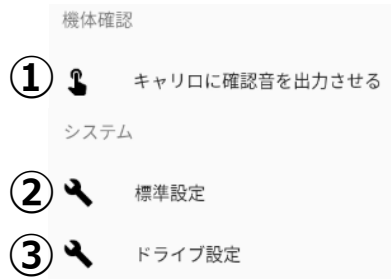 機体確認
① キャリロに確認音を出力させる
システム
② 標準設定
③ ドライブ設定